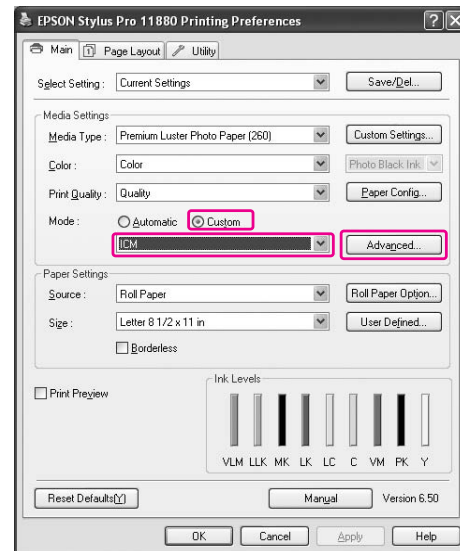 EPSON Stylus Pro 11880 Printing Preferences
Main Page Layout Utility
Select Setting : Current Settings Save/Del...
Media Settings
Media Type : Premium Luster Photo Paper (260) Custom Settings...
Color : Color Photo Black Ink
Print Quality : Quality Paper Config...
Mode : Automatic Custom
ICM Advanced...
Paper Settings
Source : Roll Paper Roll Paper Option...
Size : Letter 8 1/2 x 11 in User Defined...
Borderless
Print Preview
Ink Levels
VLM LLK MK LK LC C VM PK Y
Reset Defaults(Y) Manual Version 6.50
OK Cancel Apply Help